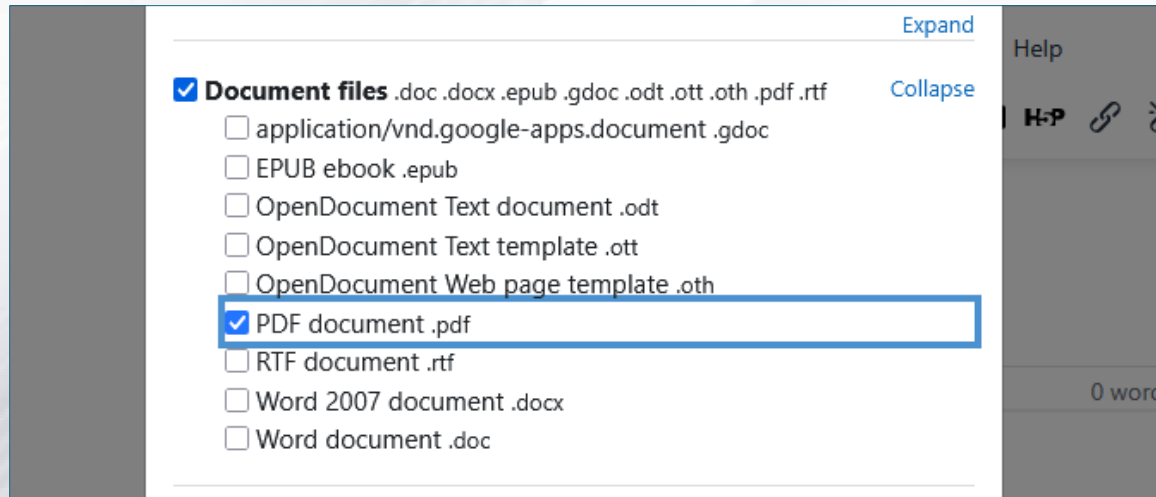 Expand
Help
Document files .doc .docx .epub .gdoc .odt .ott .oth .pdf .rtf
Collapse
application/vnd.google-apps.document .gdoc
H5P
EPUB ebook .epub
OpenDocument Text document .odt
OpenDocument Text template .ott
OpenDocument Web page template .oth
PDF document .pdf
RTF document .rtf
0 word
Word 2007 document .docx
Word document .doc